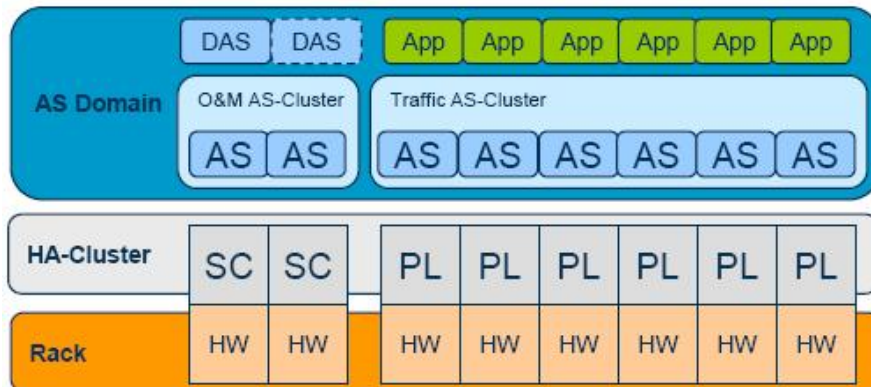 DAS DAS App App App App App App
AS Domain
O&M AS-Cluster Traffic AS-Cluster
AS AS AS AS AS AS AS AS
HA-Cluster
SC SC PL PL PL PL PL PL
Rack
HW HW HW HW HW HW HW HW